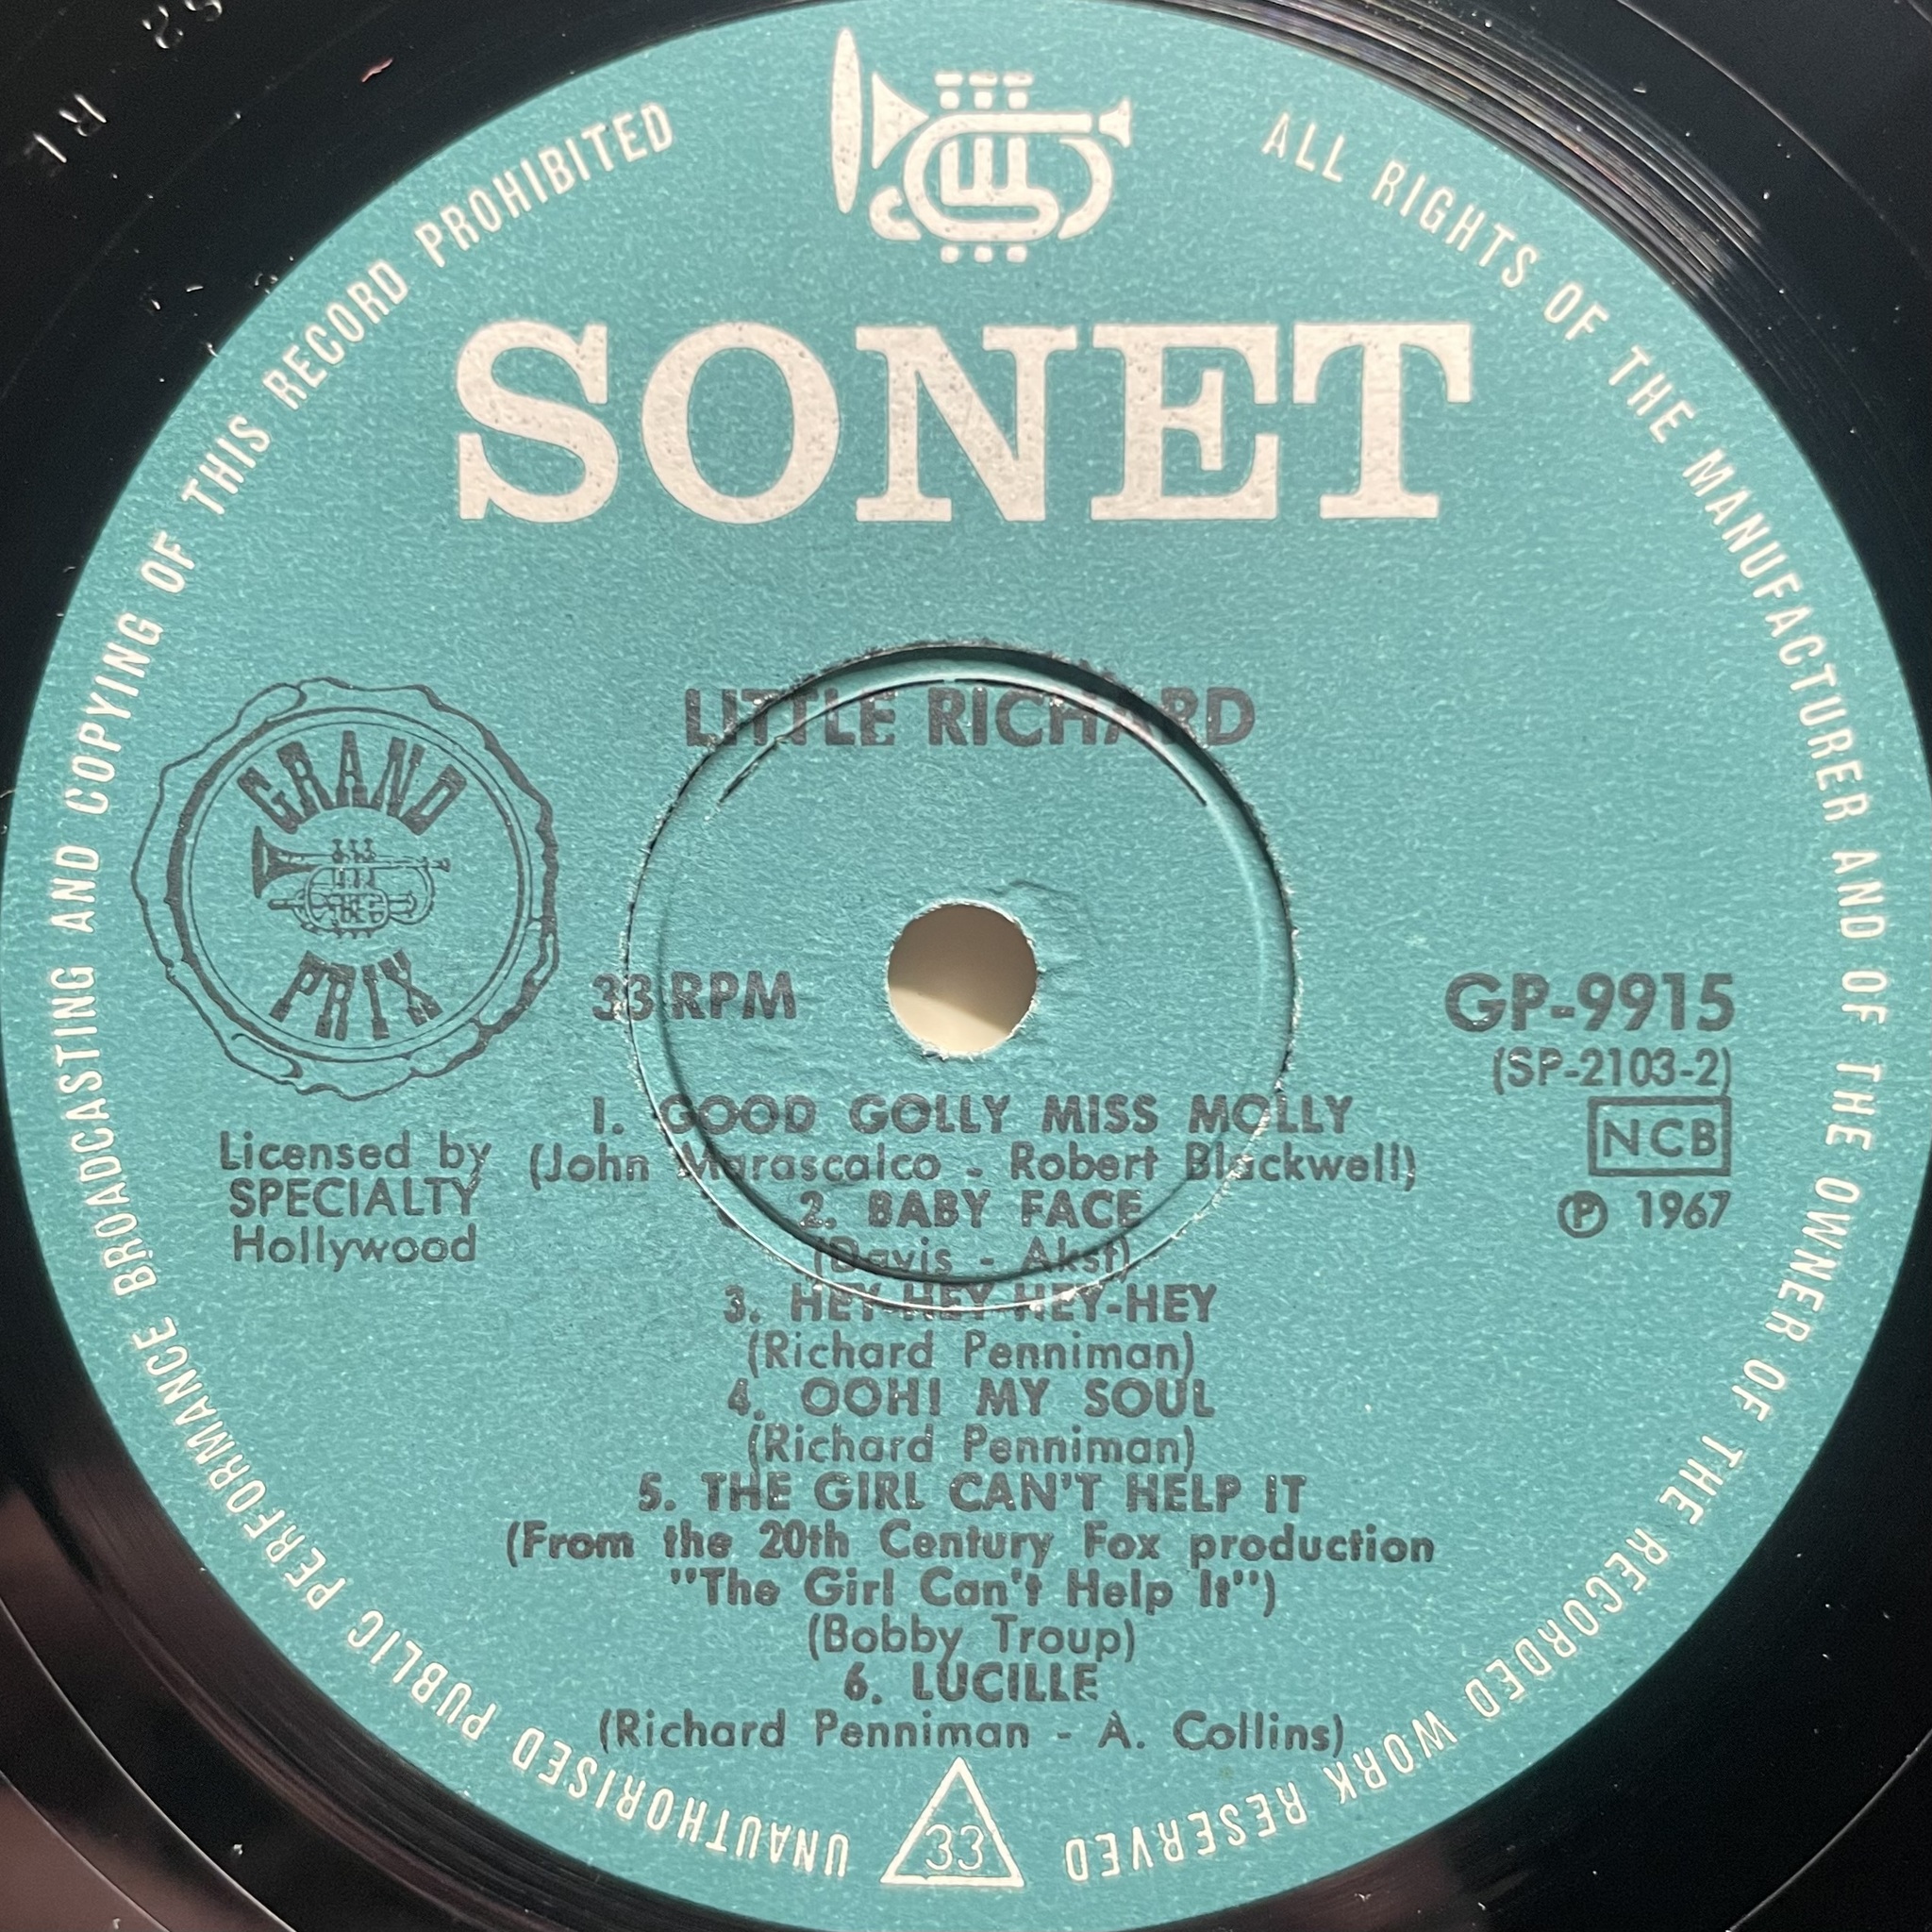 SONET
ALL RIGHTS OF THE MANUFACTURER AND OF THE OWNER OF THE RECORDED WORK RESERVED
UNAUTHORISED PUBLIC PERFORMANCE BROADCASTING AND COPYING OF THIS RECORD PROHIBITED
LITTLE RICHARD
GRAND
PRIX
33 RPM
GP-9915
(SP-2103-2)
NCB
℗ 1967
Licensed by
SPECIALTY
Hollywood
1. GOOD GOLLY MISS MOLLY
(John Marascalco - Robert Blackwell)
2. BABY FACE
(Davis - Akst)
3. HEY-HEY-HEY-HEY
(Richard Penniman)
4. OOH! MY SOUL
(Richard Penniman)
5. THE GIRL CAN'T HELP IT
(From the 20th Century Fox production
"The Girl Can't Help It")
(Bobby Troup)
6. LUCILLE
(Richard Penniman - A. Collins)
33